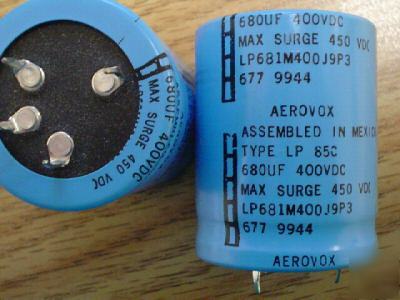 680UF 400VDC
MAX SURGE 450 VDC
LP681M400J9P3
677 9944
AEROVOX
ASSEMBLED IN MEXICO
TYPE LP 85C
680UF 400VDC
MAX SURGE 450 VDC
LP681M400J9P3
677 9944
AEROVOX
680UF 400VDC
MAX SURGE 450 VDC